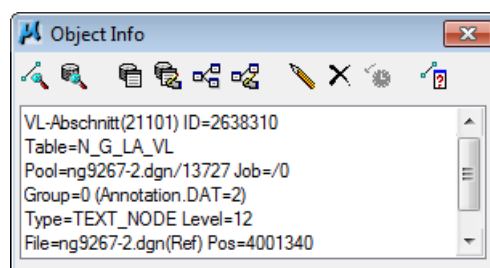 Object Info
VL-Abschnitt(21101) ID=2638310
Table=N_G_LA_VL
Pool=ng9267-2.dgn/13727 Job=/0
Group=0 (Annotation.DAT=2)
Type=TEXT_NODE Level=12
File=ng9267-2.dgn(Ref) Pos=4001340